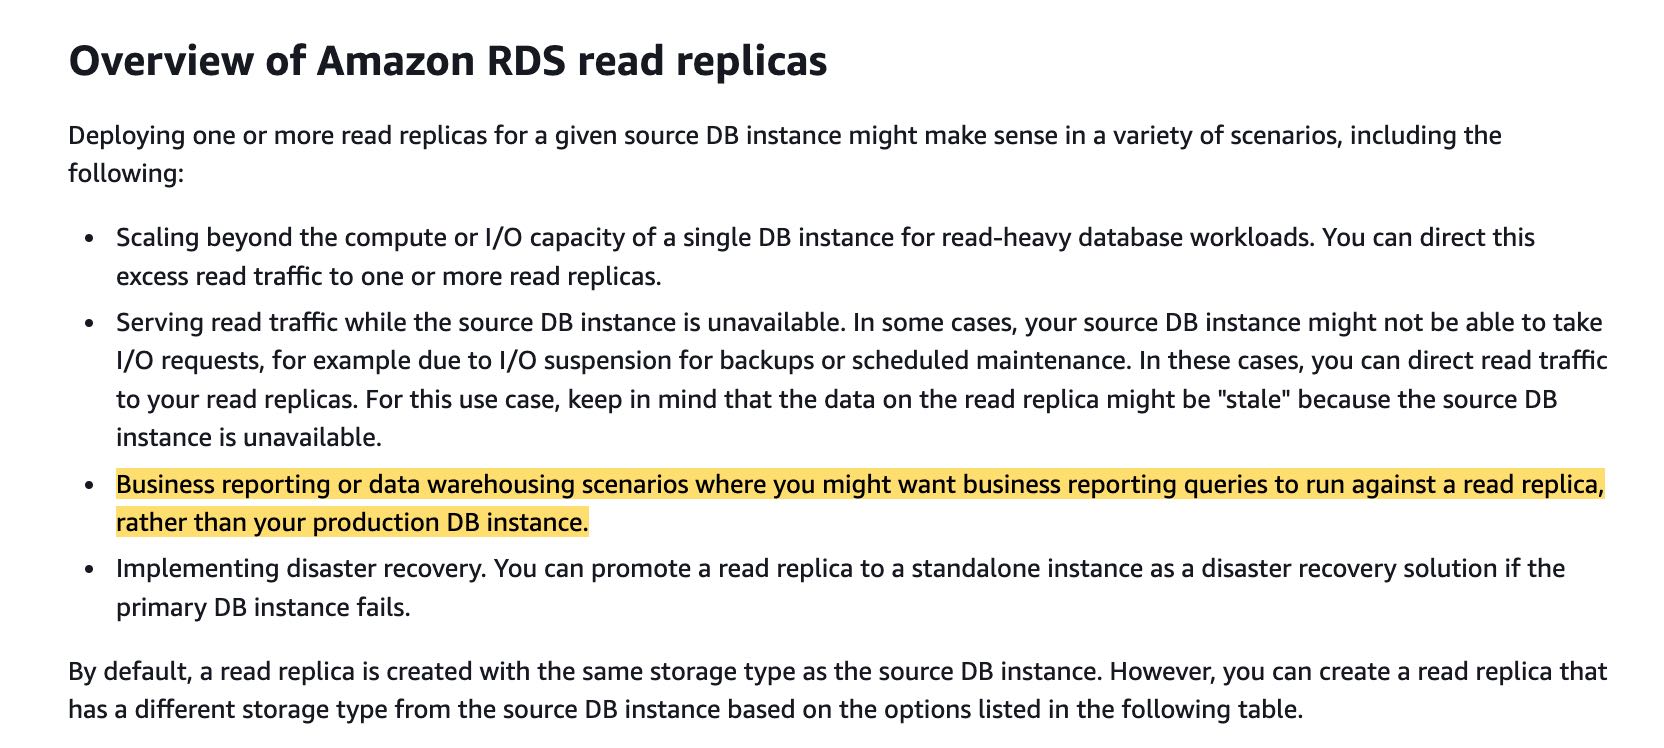 Overview of Amazon RDS read replicas
Deploying one or more read replicas for a given source DB instance might make sense in a variety of scenarios, including the
following:
• Scaling beyond the compute or I/O capacity of a single DB instance for read-heavy database workloads. You can direct this
excess read traffic to one or more read replicas.
• Serving read traffic while the source DB instance is unavailable. In some cases, your source DB instance might not be able to take
I/O requests, for example due to I/O suspension for backups or scheduled maintenance. In these cases, you can direct read traffic
to your read replicas. For this use case, keep in mind that the data on the read replica might be "stale" because the source DB
instance is unavailable.
• Business reporting or data warehousing scenarios where you might want business reporting queries to run against a read replica,
rather than your production DB instance.
• Implementing disaster recovery. You can promote a read replica to a standalone instance as a disaster recovery solution if the
primary DB instance fails.
By default, a read replica is created with the same storage type as the source DB instance. However, you can create a read replica that
has a different storage type from the source DB instance based on the options listed in the following table.